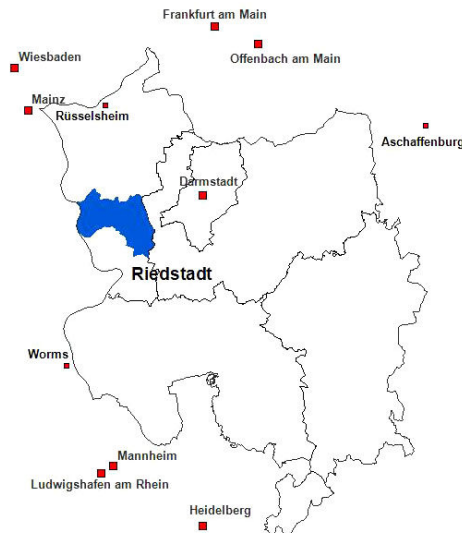 Frankfurt am Main
Offenbach am Main
Wiesbaden
Mainz
Rüsselsheim
Aschaffenburg
Darmstadt
Riedstadt
Worms
Mannheim
Ludwigshafen am Rhein
Heidelberg